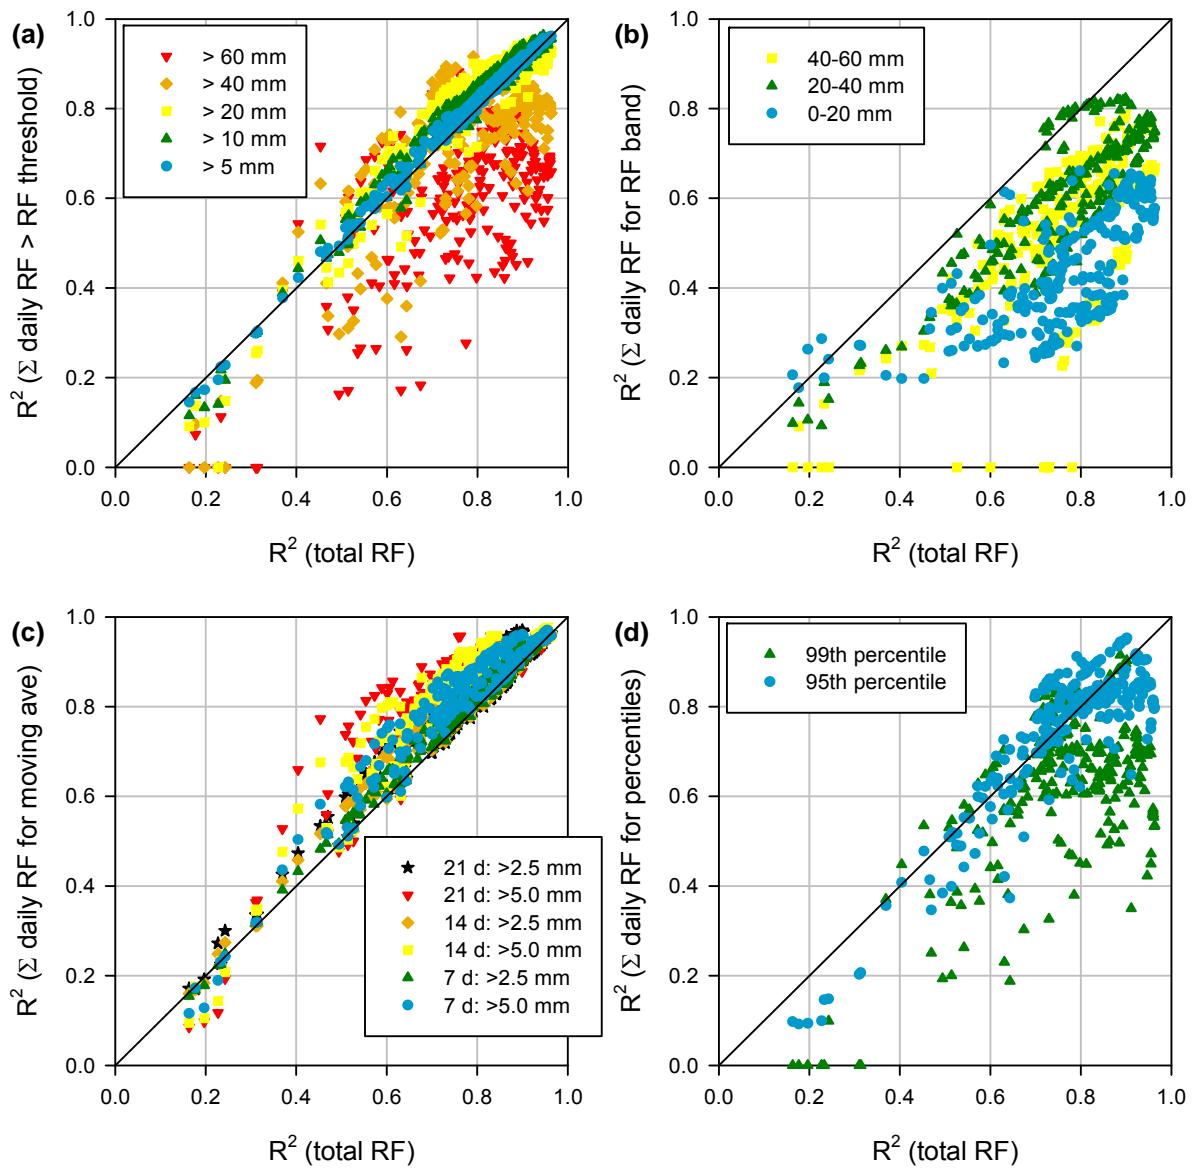 (a)
> 60 mm
> 40 mm
> 20 mm
> 10 mm
> 5 mm
R² (Σ daily RF > RF threshold)
1.0
0.8
0.6
0.4
0.2
0.0
0.0 0.2 0.4 0.6 0.8 1.0
R² (total RF)
(b)
40-60 mm
20-40 mm
0-20 mm
R² (Σ daily RF for RF band)
1.0
0.8
0.6
0.4
0.2
0.0
0.0 0.2 0.4 0.6 0.8 1.0
R² (total RF)
(c)
21 d: >2.5 mm
21 d: >5.0 mm
14 d: >2.5 mm
14 d: >5.0 mm
7 d: >2.5 mm
7 d: >5.0 mm
R² (Σ daily RF for moving ave)
1.0
0.8
0.6
0.4
0.2
0.0
0.0 0.2 0.4 0.6 0.8 1.0
R² (total RF)
(d)
99th percentile
95th percentile
R² (Σ daily RF for percentiles)
1.0
0.8
0.6
0.4
0.2
0.0
0.0 0.2 0.4 0.6 0.8 1.0
R² (total RF)